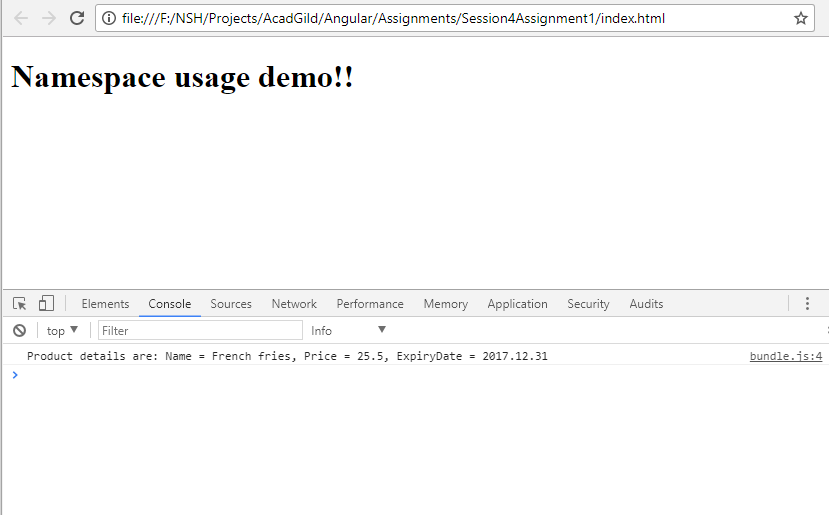 file:///F:/NSH/Projects/AcadGild/Angular/Assignments/Session4Assignment1/index.html
Namespace usage demo!!
Elements Console Sources Network Performance Memory Application Security Audits
top Filter Info
Product details are: Name = French fries, Price = 25.5, ExpiryDate = 2017.12.31 bundle.js:4